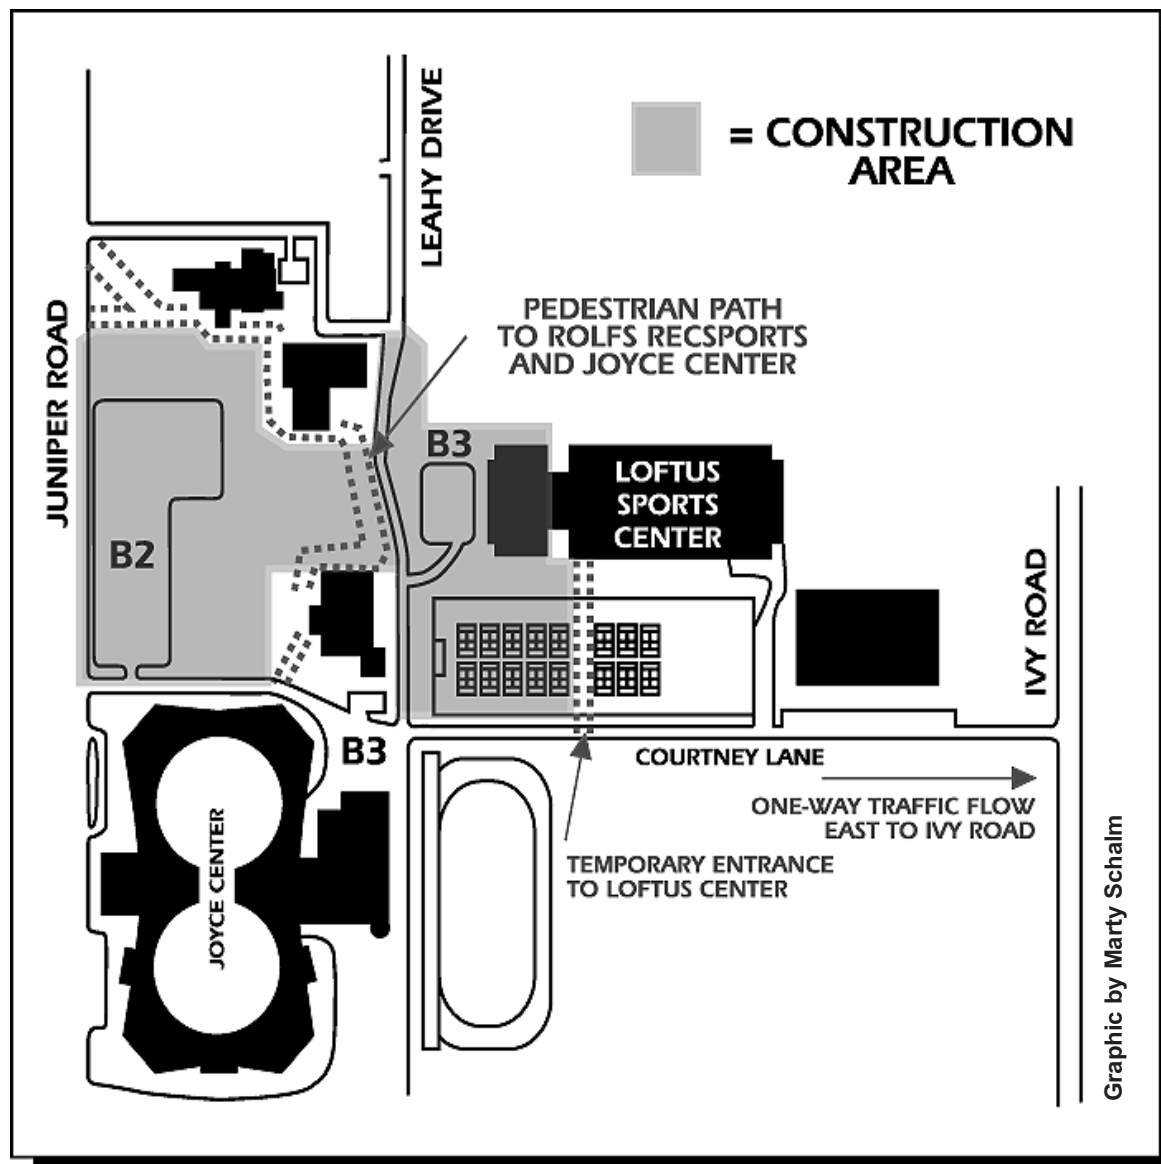 LEAHY DRIVE
= CONSTRUCTION
AREA
JUNIPER ROAD
PEDESTRIAN PATH
TO ROLFS RECSPORTS
AND JOYCE CENTER
B3
LOFTUS
SPORTS
CENTER
B2
IVY ROAD
B3
COURTNEY LANE
ONE-WAY TRAFFIC FLOW
EAST TO IVY ROAD
TEMPORARY ENTRANCE
TO LOFTUS CENTER
JOYCE CENTER
Graphic by Marty Schalm